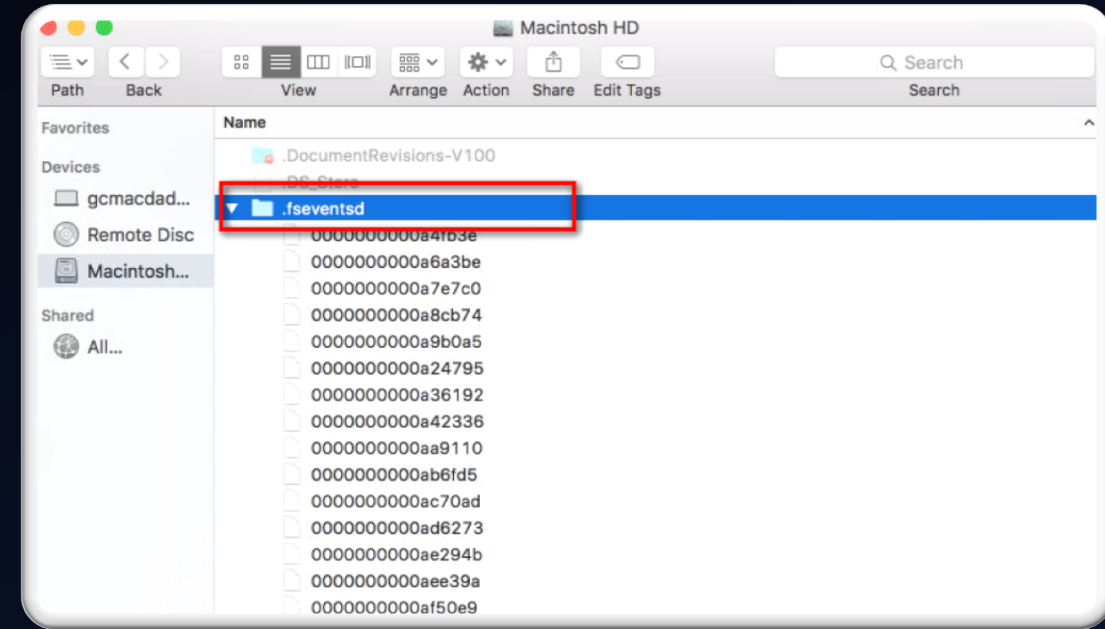 Macintosh HD
Search
Path Back View Arrange Action Share Edit Tags Search
Favorites
Devices
gcmacdad...
Remote Disc
Macintosh...
Shared
All...
Name
.DocumentRevisions-V100
.DS_Store
.fseventsd
0000000000a4fb3e
0000000000a6a3be
0000000000a7e7c0
0000000000a8cb74
0000000000a9b0a5
0000000000a24795
0000000000a36192
0000000000a42336
0000000000aa9110
0000000000ab6fd5
0000000000ac70ad
0000000000ad6273
0000000000ae294b
0000000000aee39a
0000000000af50e9